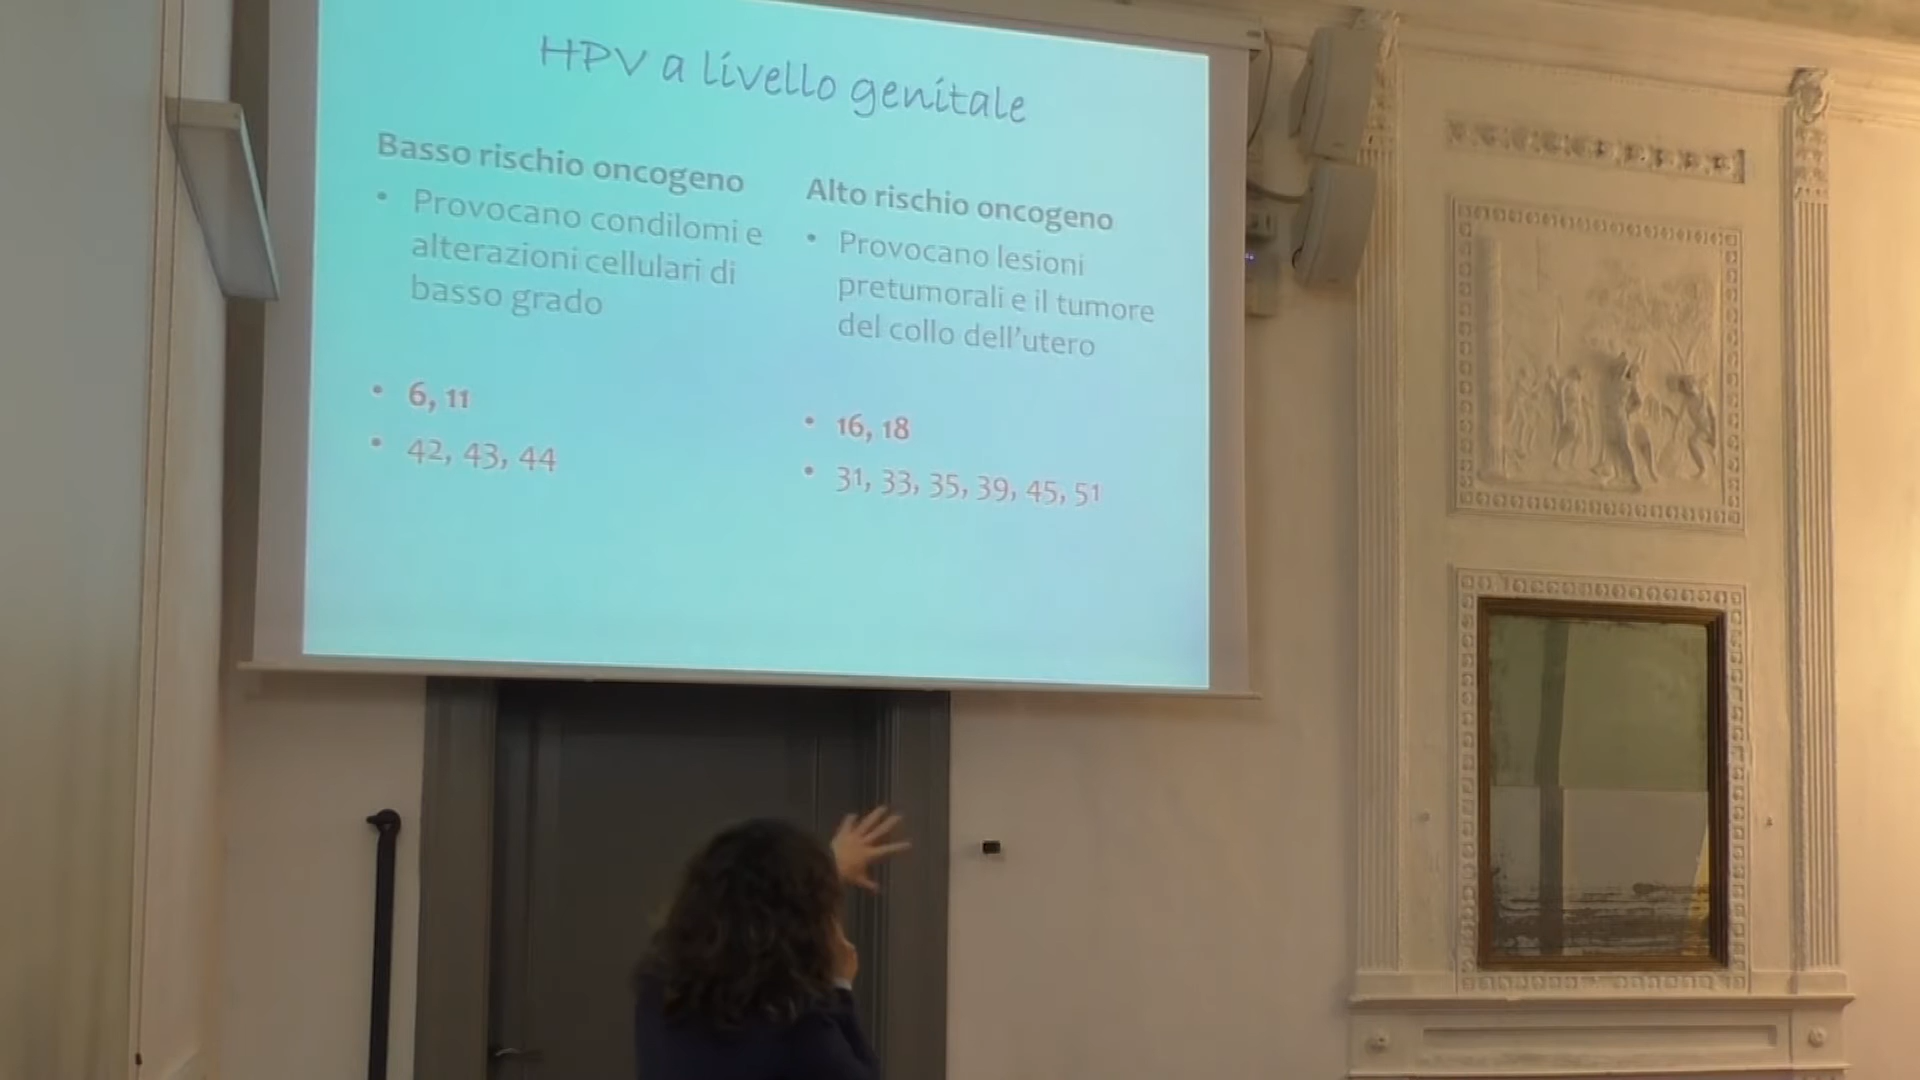 HPV a livello genitale
Basso rischio oncogeno
• Provocano condilomi e
alterazioni cellulari di
basso grado
• 6, 11
• 42, 43, 44
Alto rischio oncogeno
• Provocano lesioni
pretumorali e il tumore
del collo dell'utero
• 16, 18
• 31, 33, 35, 39, 45, 51